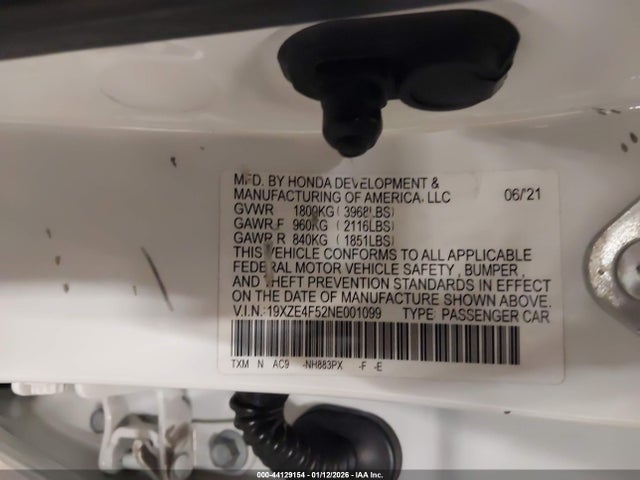 MFD. BY HONDA DEVELOPMENT &
MANUFACTURING OF AMERICA, LLC 06/'21
GVWR 1800KG ( 3968LBS)
GAWR F 960KG ( 2116LBS)
GAWR R 840KG ( 1851LBS)
THIS VEHICLE CONFORMS TO ALL APPLICABLE
FEDERAL MOTOR VEHICLE SAFETY , BUMPER ,
AND THEFT PREVENTION STANDARDS IN EFFECT
ON THE DATE OF MANUFACTURE SHOWN ABOVE.
V.I.N.: 19XZE4F52NE001099 TYPE: PASSENGER CAR
TXM N AC9 -NH883PX -F -E
000-44129154 | 01/12/2026 | IAA Inc.